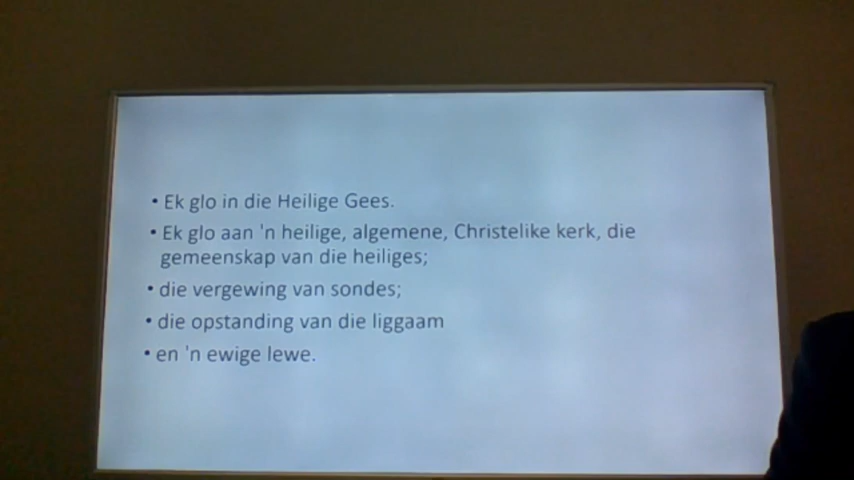 • Ek glo in die Heilige Gees.
• Ek glo aan 'n heilige, algemene, Christelike kerk, die
gemeenskap van die heiliges;
• die vergewing van sondes;
• die opstanding van die liggaam
• en 'n ewige lewe.